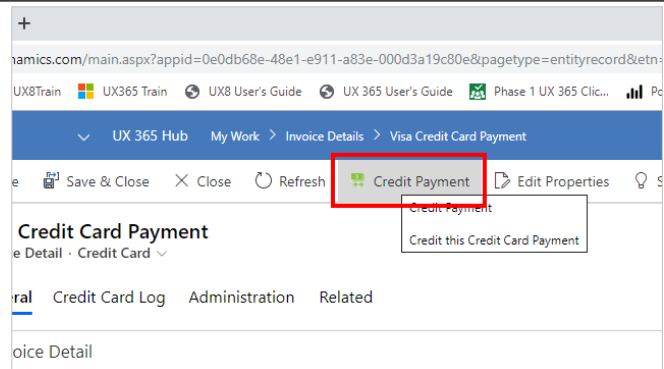 +
namics.com/main.aspx?appid=0e0db68e-48e1-e911-a83e-000d3a19c80e&pagetype=entityrecord&etn=
UX8Train UX365 Train UX8 User's Guide UX 365 User's Guide Phase 1 UX 365 Clic... Po
UX 365 Hub My Work > Invoice Details > Visa Credit Card Payment
e Save & Close Close Refresh Credit Payment Edit Properties S
Credit Payment
Credit this Credit Card Payment
Credit Card Payment
e Detail · Credit Card
eral Credit Card Log Administration Related
oice Detail